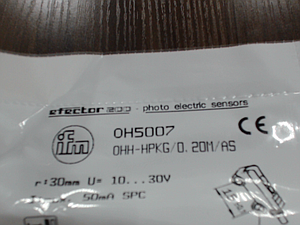 efector 200 · photo electric sensors
ifm
OH5007
CE
OHH-HPKG/0.20M/AS
r:30mm U= 10...30V
50mA SPC